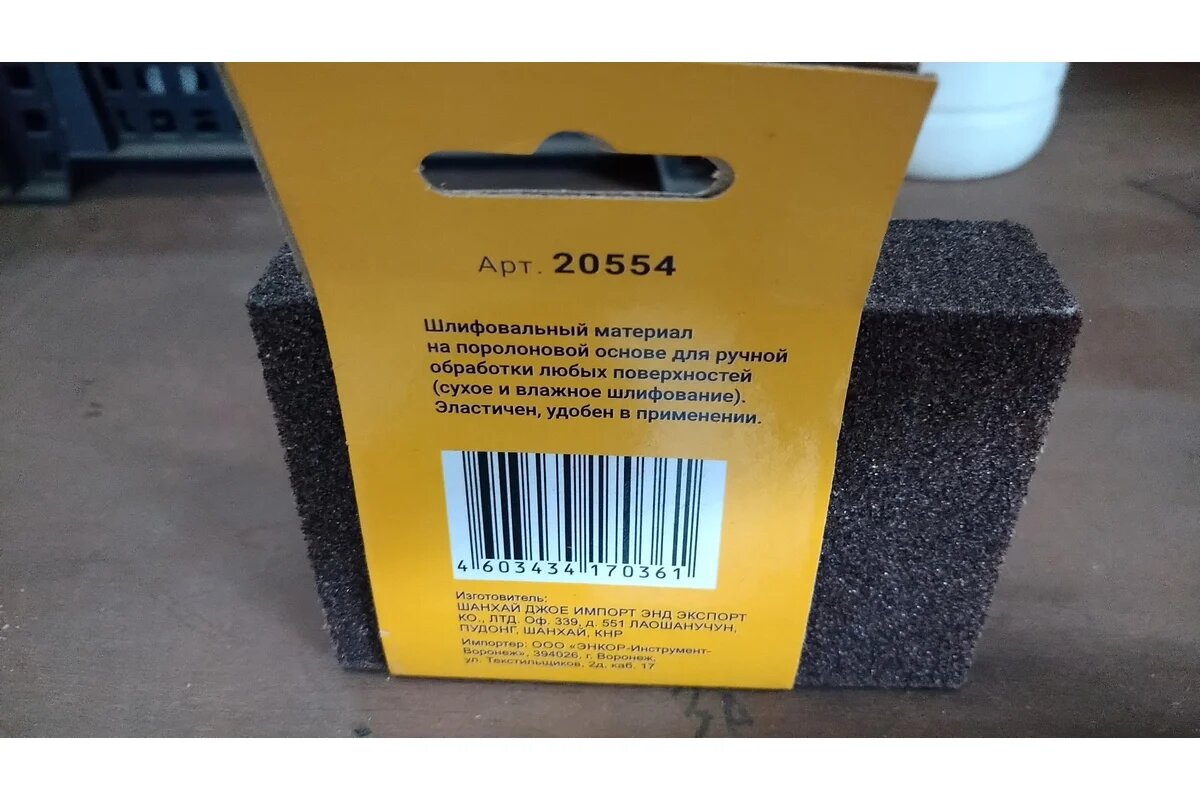 Арт. 20554
Шлифовальный материал
на поролоновой основе для ручной
обработки любых поверхностей
(сухое и влажное шлифование).
Эластичен, удобен в применении.
4 603434 170361
Изготовитель:
ШАНХАЙ ДЖОЕ ИМПОРТ ЭНД ЭКСПОРТ
КО., ЛТД. Оф. 339, д. 551 ЛАОШАНУЧУН,
ПУДОНГ, ШАНХАЙ, КНР
Импортер: ООО «ЭНКОР-Инструмент-
Воронеж», 394026, г. Воронеж,
ул. Текстильщиков, 2д, каб. 17